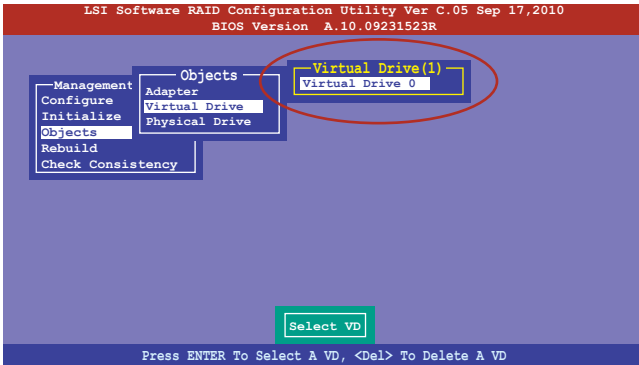 LSI Software RAID Configuration Utility Ver C.05 Sep 17,2010
BIOS Version A.10.09231523R
Management
Configure
Initialize
Objects
Rebuild
Check Consistency
Objects
Adapter
Virtual Drive
Physical Drive
Virtual Drive(1)
Virtual Drive 0
Select VD
Press ENTER To Select A VD, <Del> To Delete A VD